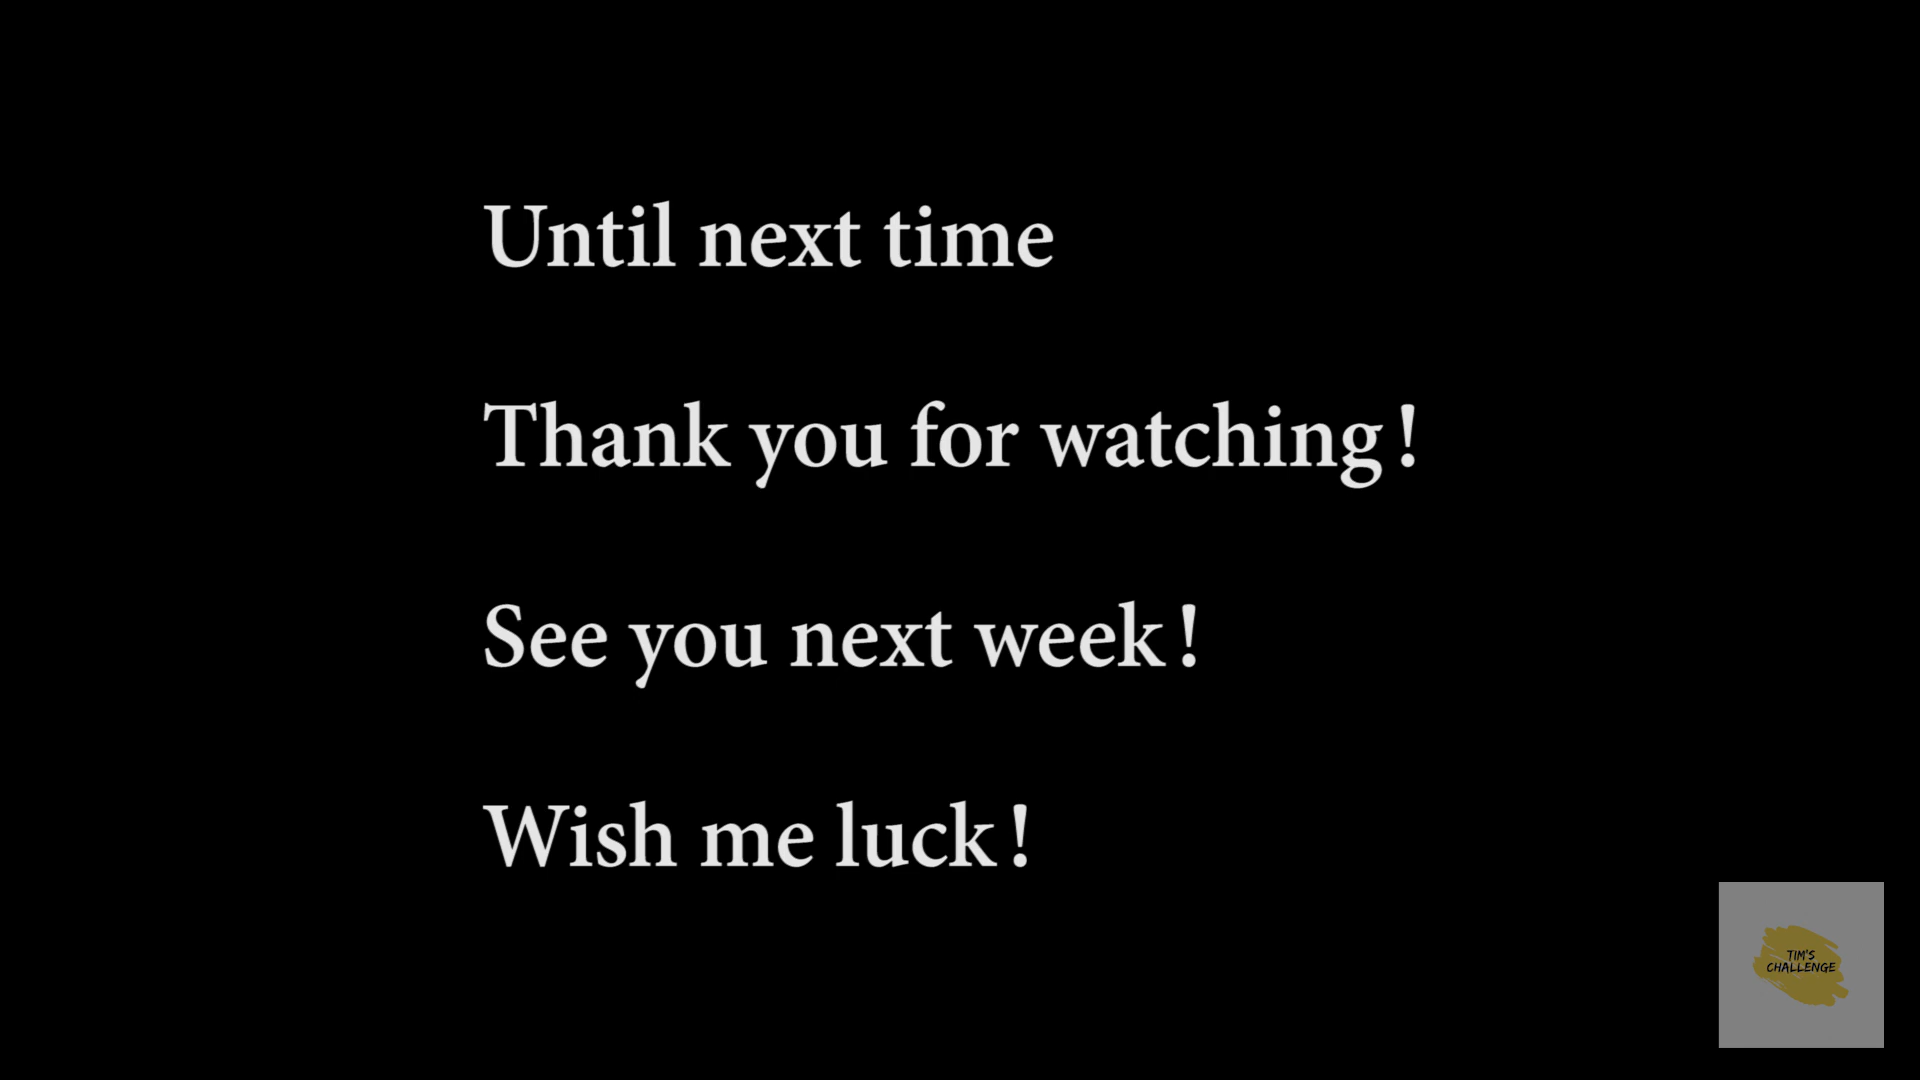 Until next time
Thank you for watching!
See you next week!
Wish me luck!
TIM'S
CHALLENGE